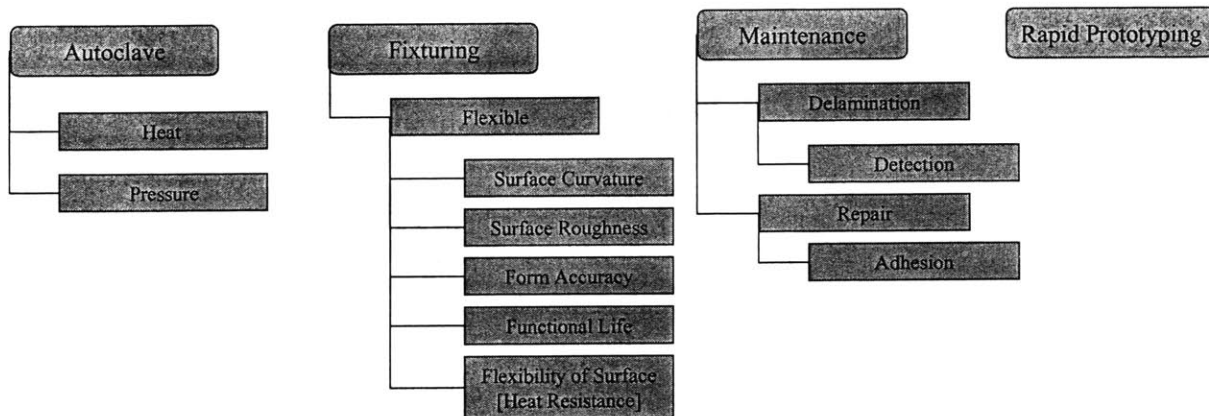 Autoclave
Heat
Pressure
Fixturing
Flexible
Surface Curvature
Surface Roughness
Form Accuracy
Functional Life
Flexibility of Surface
[Heat Resistance]
Maintenance
Delamination
Detection
Repair
Adhesion
Rapid Prototyping